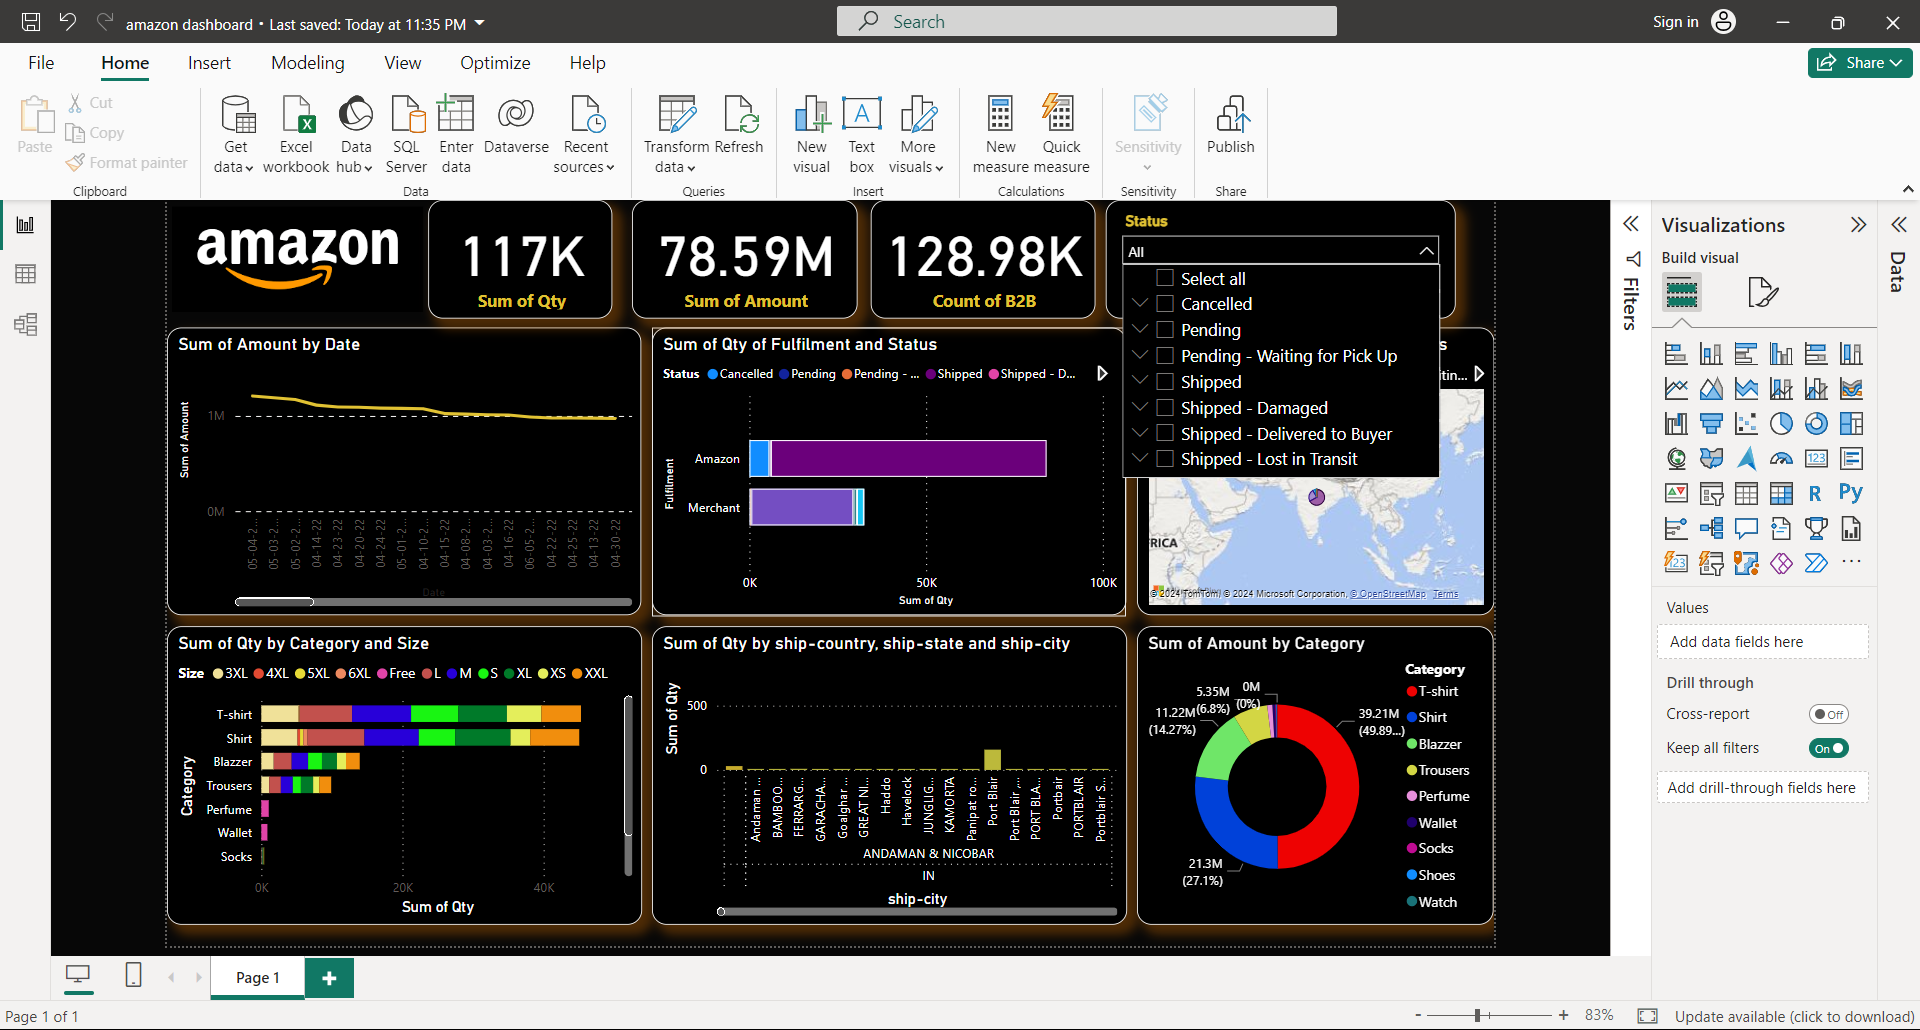 amazon dashboard • Last saved: Today at 11:35 PM
Search
Sign in
File Home Insert Modeling View Optimize Help
Share
Paste
Cut
Copy
Format painter
Clipboard
Get data
Excel workbook
Data hub
SQL Server
Enter data
Dataverse
Recent sources
Data
Transform data
Refresh
Queries
New visual
Text box
More visuals
Insert
New measure
Quick measure
Calculations
Sensitivity
Sensitivity
Publish
Share
amazon
117K
Sum of Qty
78.59M
Sum of Amount
128.98K
Count of B2B
Status
All
Select all
Cancelled
Pending
Pending - Waiting for Pick Up
Shipped
Shipped - Damaged
Shipped - Delivered to Buyer
Shipped - Lost in Transit
Sum of Amount by Date
Sum of Amount
1M
0M
05-04-2...
05-03-2...
05-02-2...
04-14-22
04-23-22
04-20-22
04-24-22
05-01-2...
04-10-2...
04-15-22
04-08-2...
04-03-2...
04-16-22
06-05-2...
04-22-22
04-25-22
04-13-22
04-30-22
Date
Sum of Qty of Fulfilment and Status
Status Cancelled Pending Pending - ... Shipped Shipped - D...
Fulfilment
Amazon
Merchant
0K 50K 100K
Sum of Qty
s
itin...
RICA
© 2024 TomTom, © 2024 Microsoft Corporation, © OpenStreetMap Terms
Sum of Qty by Category and Size
Size 3XL 4XL 5XL 6XL Free L M S XL XS XXL
Category
T-shirt
Shirt
Blazzer
Trousers
Perfume
Wallet
Socks
0K 20K 40K
Sum of Qty
Sum of Qty by ship-country, ship-state and ship-city
Sum of Qty
500
0
Andaman ...
BAMBOO...
FERRARG...
GARACHA...
Goalghar...
GREAT NI...
Haddo
Havelock
JUNGLIG...
KAMORTA
Panipat ro...
Port Blair
Port Blair,...
PORT BLA...
Portbair
PORTBLAIR
Portblair S...
ANDAMAN & NICOBAR
IN
ship-city
Sum of Amount by Category
0M
(0%)
5.35M
(6.8%)
11.22M
(14.27%)
39.21M
(49.89...)
21.3M
(27.1%)
Category
T-shirt
Shirt
Blazzer
Trousers
Perfume
Wallet
Socks
Shoes
Watch
Filters
Visualizations
Build visual
123
R
Py
123
Values
Add data fields here
Drill through
Cross-report
Off
Keep all filters
On
Add drill-through fields here
Data
Page 1
Page 1 of 1
83%
Update available (click to download)